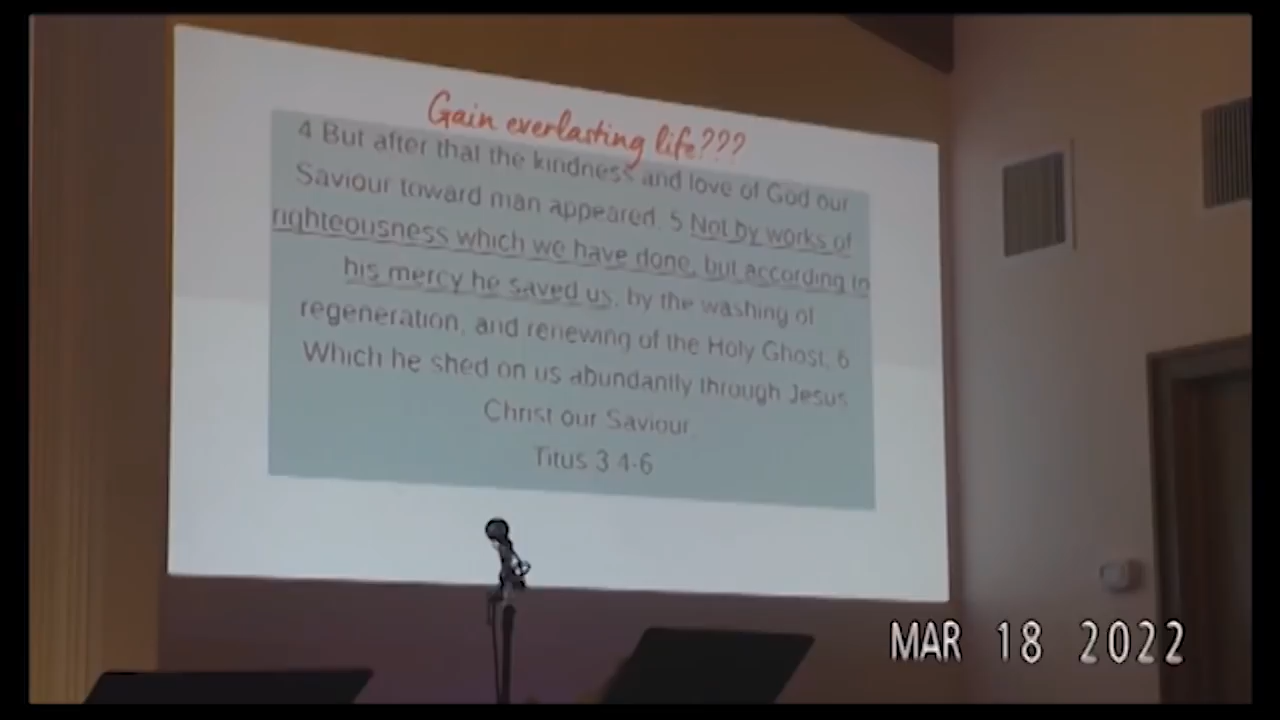 Gain everlasting life???
4 But after that the kindness and love of God our
Saviour toward man appeared, 5 Not by works of
righteousness which we have done, but according to
his mercy he saved us, by the washing of
regeneration, and renewing of the Holy Ghost, 6
Which he shed on us abundantly through Jesus
Christ our Saviour
Titus 3 4-6
MAR 18 2022